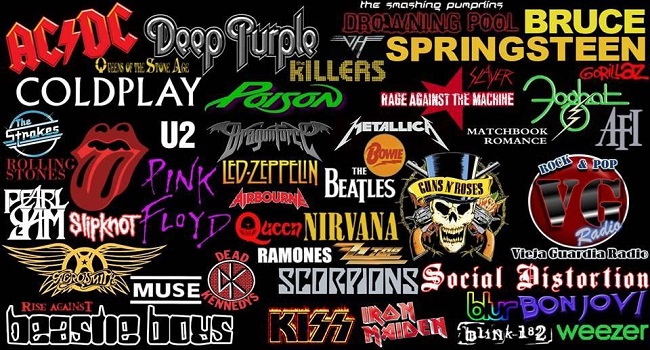 the smashing pumpkins
AC/DC
Deep Purple
DROWNING POOL
BRUCE
SPRINGSTEEN
VH
QUEENS OF THE STONE AGE
THE
KILLERS
SLAYER
GORILLAZ
COLDPLAY
POISON
RAGE AGAINST THE MACHINE
Foghat
The
Strokes
U2
DRAGONFORCE
METALLICA
MATCHBOOK
ROMANCE
AFI
ROLLING
STONES
PINK
FLOYD
LED-ZEPPELIN
Bowie
THE
BEATLES
GUNS N' ROSES
ROCK & POP
VG
Radio
Vieja Guardia Radio
PEARL
JAM
SLIPKNOT
AIRBOURNE
Queen
NIRVANA
AEROSMITH
DEAD
KENNEDYS
RAMONES
ZZ TOP
MUSE
SCORPIONS
Social Distortion
RISE AGAINST
beastie boys
KISS
IRON
MAIDEN
blur
BON JOVI
blink-182
weezer